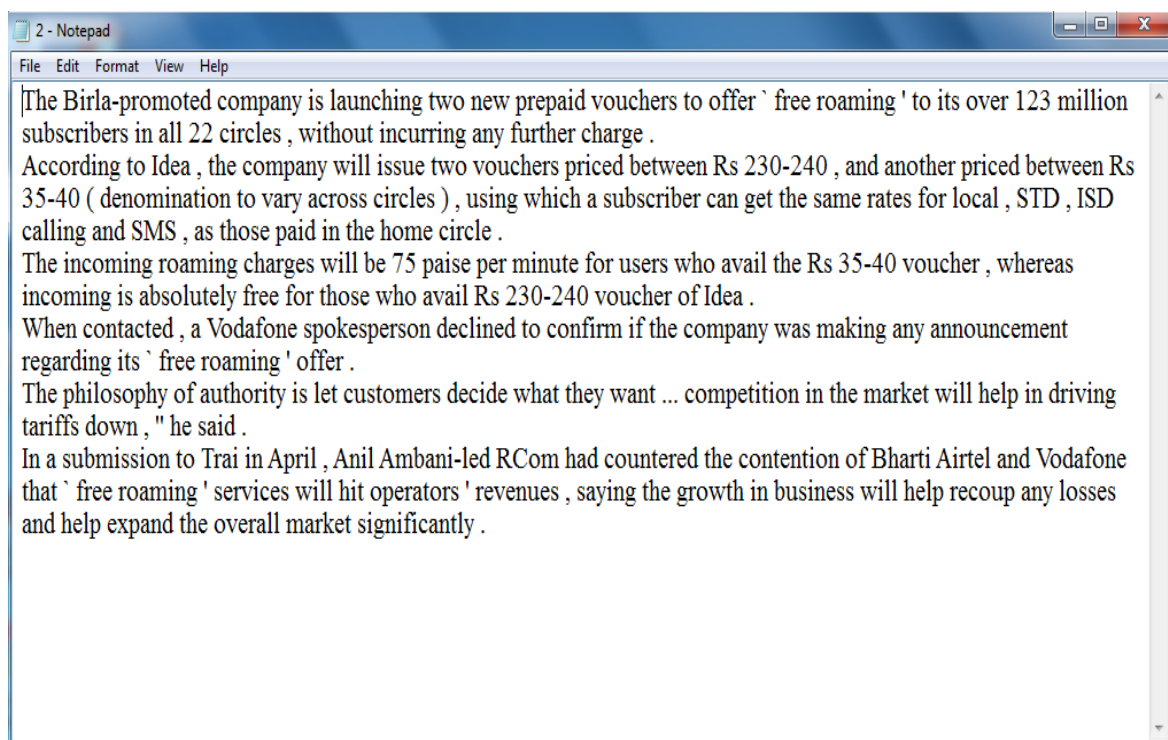 2 - Notepad
File Edit Format View Help
The Birla-promoted company is launching two new prepaid vouchers to offer ` free roaming ' to its over 123 million
subscribers in all 22 circles , without incurring any further charge .
According to Idea , the company will issue two vouchers priced between Rs 230-240 , and another priced between Rs
35-40 ( denomination to vary across circles ) , using which a subscriber can get the same rates for local , STD , ISD
calling and SMS , as those paid in the home circle .
The incoming roaming charges will be 75 paise per minute for users who avail the Rs 35-40 voucher , whereas
incoming is absolutely free for those who avail Rs 230-240 voucher of Idea .
When contacted , a Vodafone spokesperson declined to confirm if the company was making any announcement
regarding its ` free roaming ' offer .
The philosophy of authority is let customers decide what they want ... competition in the market will help in driving
tariffs down , " he said .
In a submission to Trai in April , Anil Ambani-led RCom had countered the contention of Bharti Airtel and Vodafone
that ` free roaming ' services will hit operators ' revenues , saying the growth in business will help recoup any losses
and help expand the overall market significantly .